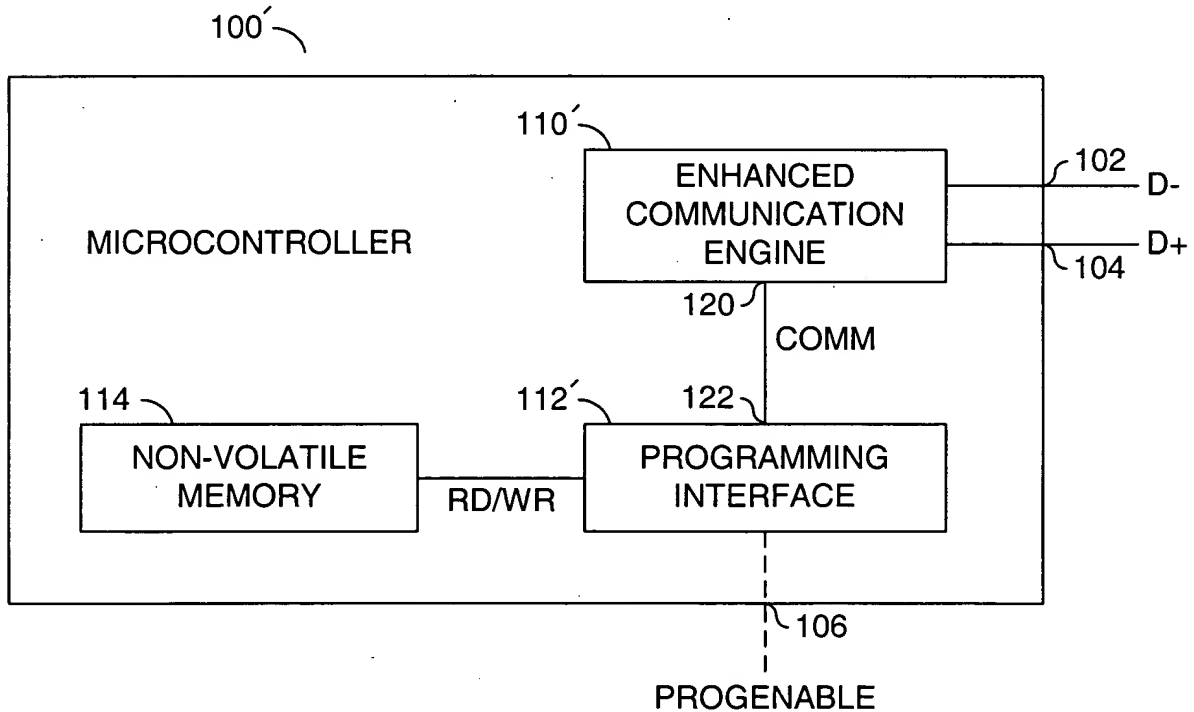 100′
110′
ENHANCED
COMMUNICATION
ENGINE
102
D-
D+
104
MICROCONTROLLER
120
COMM
114
112′
122
NON-VOLATILE
MEMORY
RD/WR
PROGRAMMING
INTERFACE
106
PROGENABLE